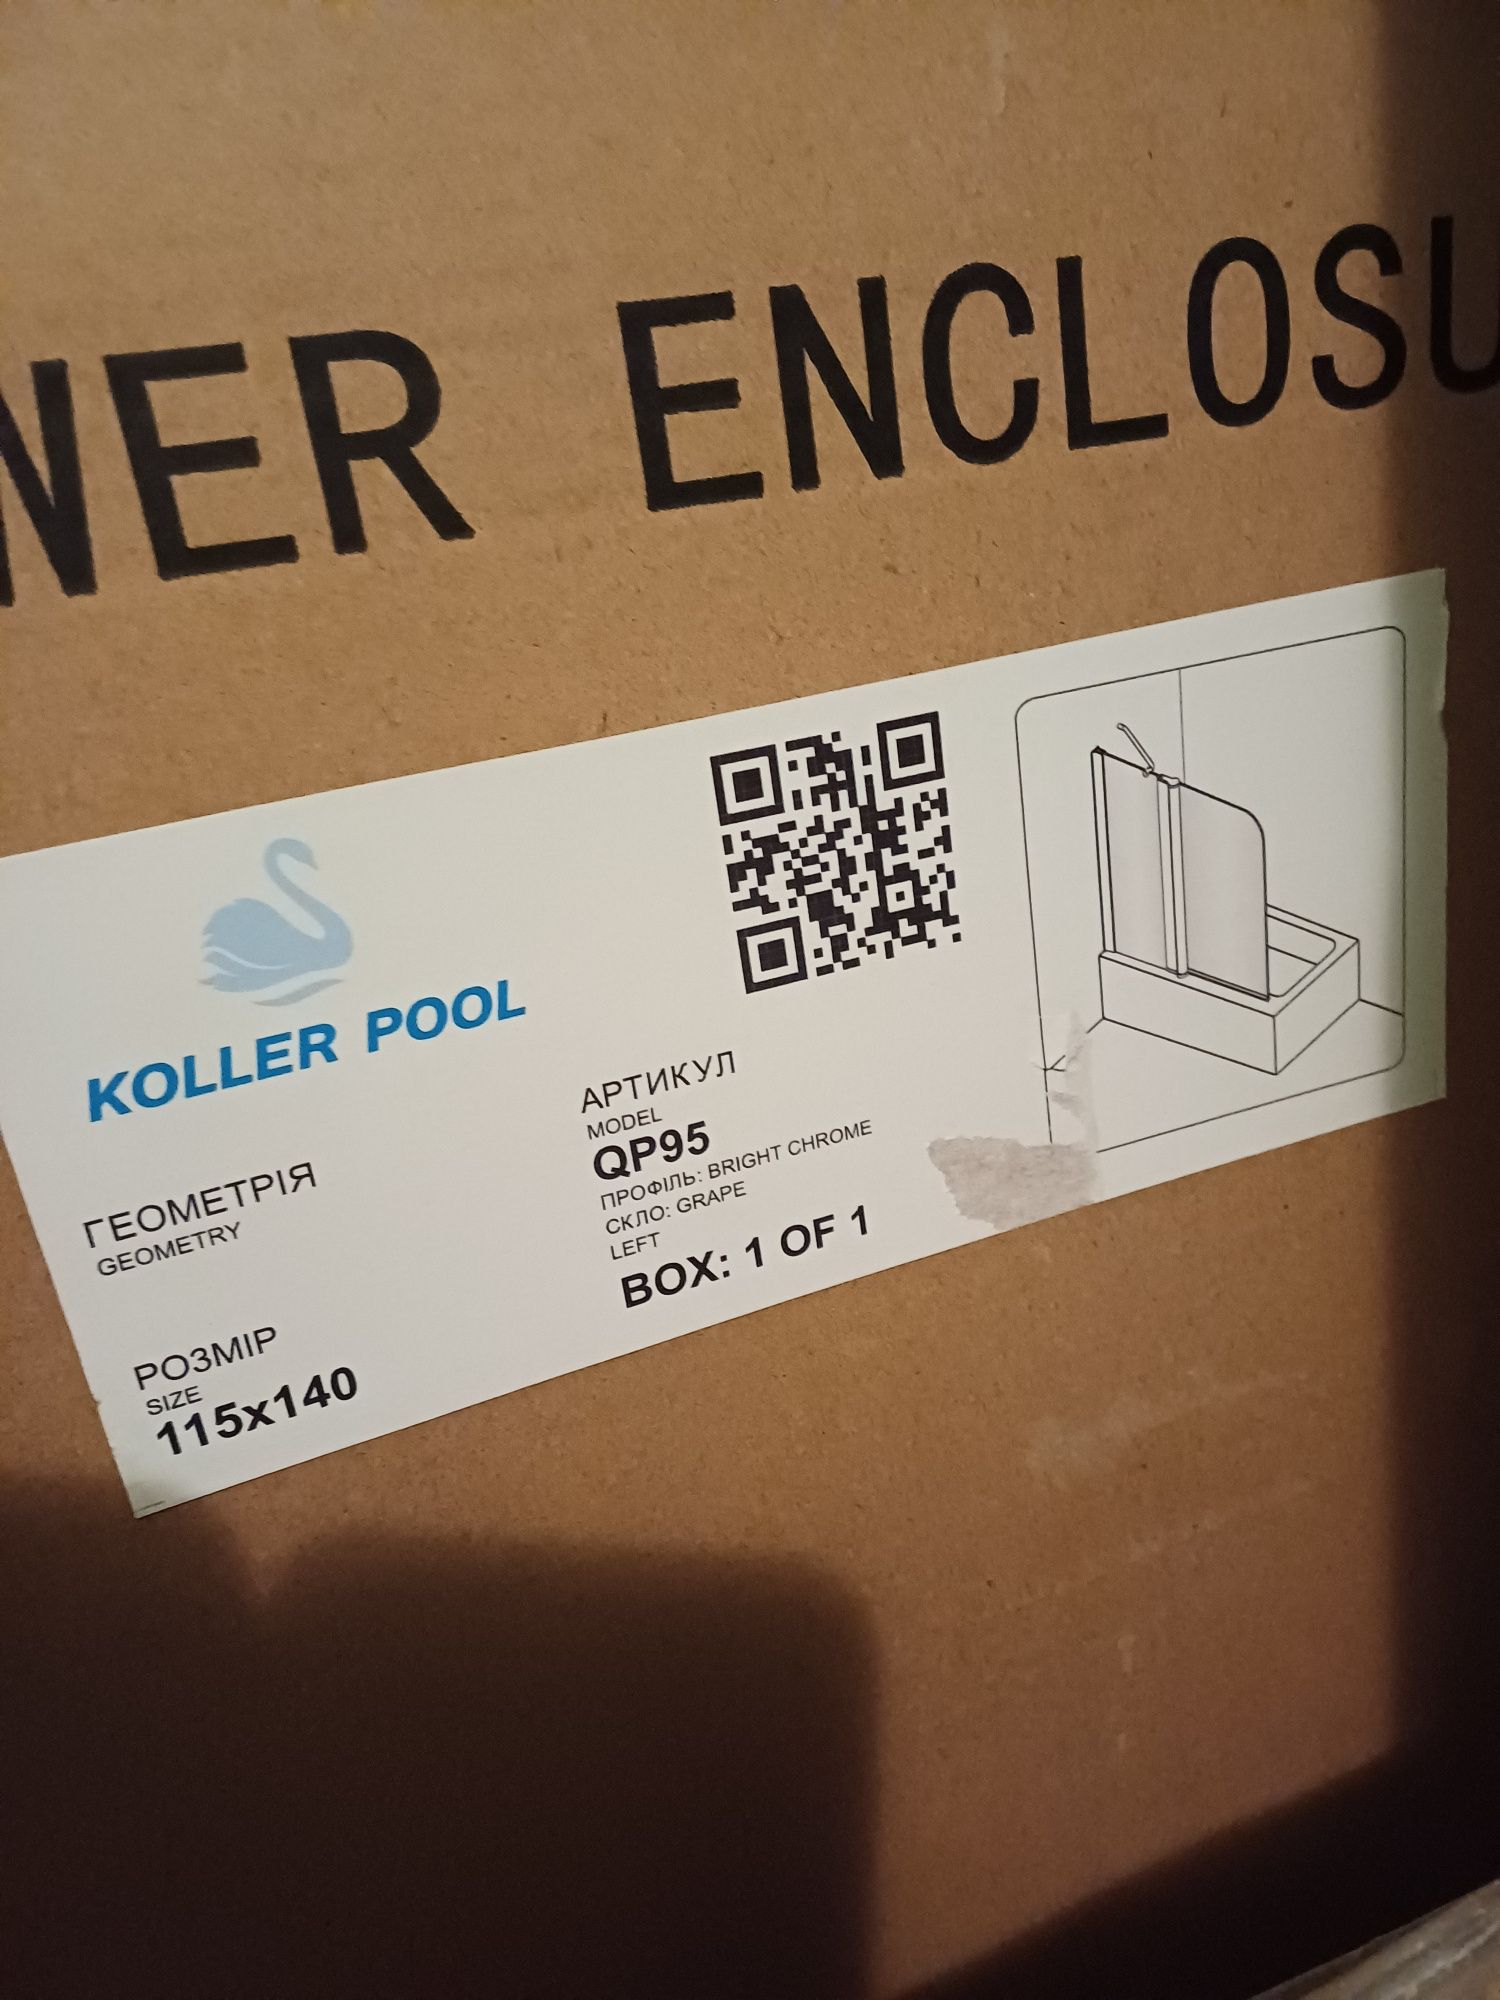 WER ENCLOSU
KOLLER POOL
ГЕОМЕТРІЯ
GEOMETRY
РОЗМІР
SIZE
115x140
АРТИКУЛ
MODEL
QP95
ПРОФІЛЬ: BRIGHT CHROME
СКЛО: GRAPE
LEFT
BOX: 1 OF 1